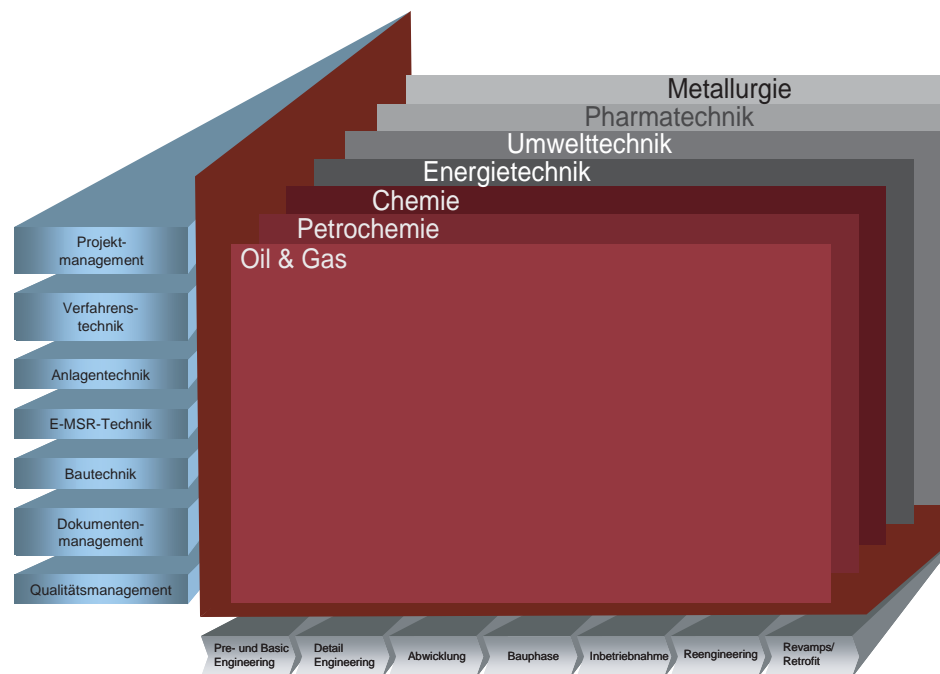 Metallurgie
Pharmatechnik
Umwelttechnik
Energietechnik
Chemie
Petrochemie
Oil & Gas
Projekt-
management
Verfahrens-
technik
Anlagentechnik
E-MSR-Technik
Bautechnik
Dokumenten-
management
Qualitätsmanagement
Pre- und Basic
Engineering
Detail
Engineering
Abwicklung
Bauphase
Inbetriebnahme
Reengineering
Revamps/
Retrofit